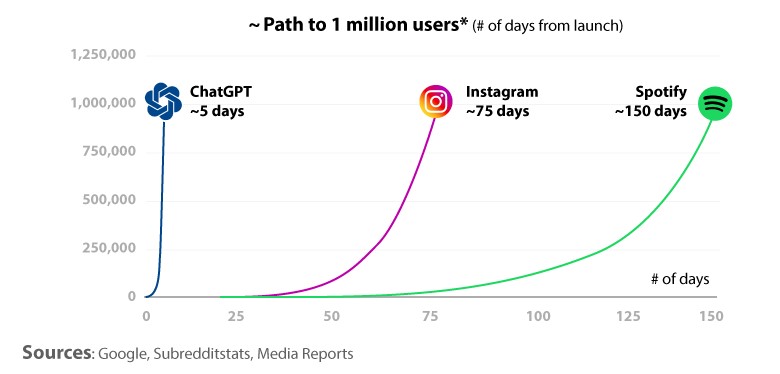 ~ Path to 1 million users* (# of days from launch)
1,250,000
1,000,000
750,000
500,000
250,000
0
ChatGPT
~5 days
Instagram
~75 days
Spotify
~150 days
# of days
0 25 50 75 100 125 150
Sources: Google, Subredditstats, Media Reports